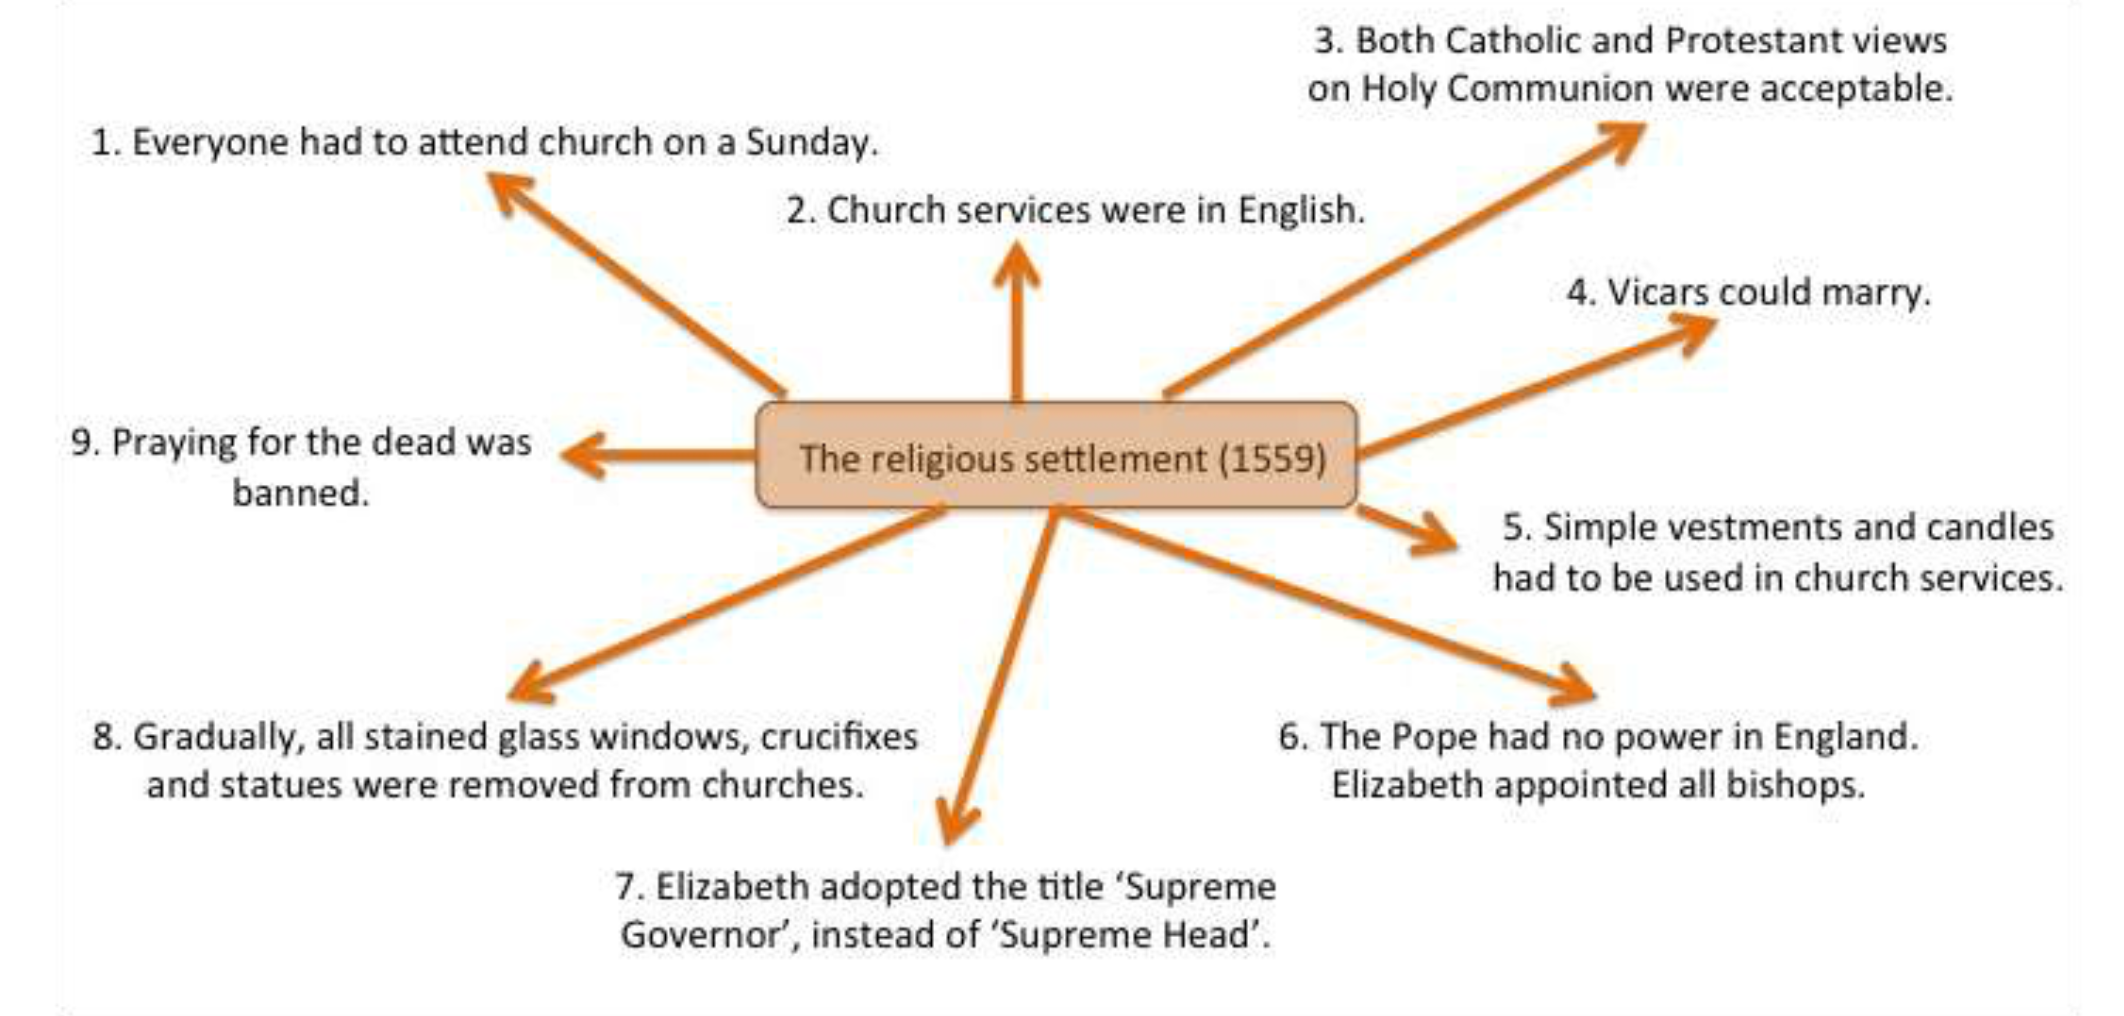 1. Everyone had to attend church on a Sunday.
2. Church services were in English.
3. Both Catholic and Protestant views
on Holy Communion were acceptable.
4. Vicars could marry.
The religious settlement (1559)
5. Simple vestments and candles
had to be used in church services.
6. The Pope had no power in England.
Elizabeth appointed all bishops.
7. Elizabeth adopted the title ‘Supreme
Governor’, instead of ‘Supreme Head’.
8. Gradually, all stained glass windows, crucifixes
and statues were removed from churches.
9. Praying for the dead was
banned.